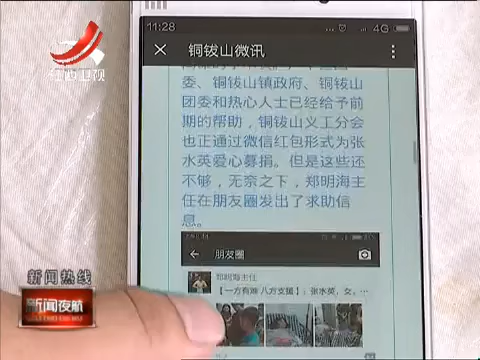 11:28
4G
铜钹山微讯
委、铜钹山镇政府、铜钹山
团委和热心人士已经给予前
期的帮助，铜钹山义工分会
也正通过微信红包形式为张
水英爱心募捐。但是这些还
不够，无奈之下，郑明海主
任在朋友圈发出了求助信
息。
朋友圈
郑明海主任
【一方有难 八方支援】：张水英，女，
江西卫视
新闻热线
新闻夜航